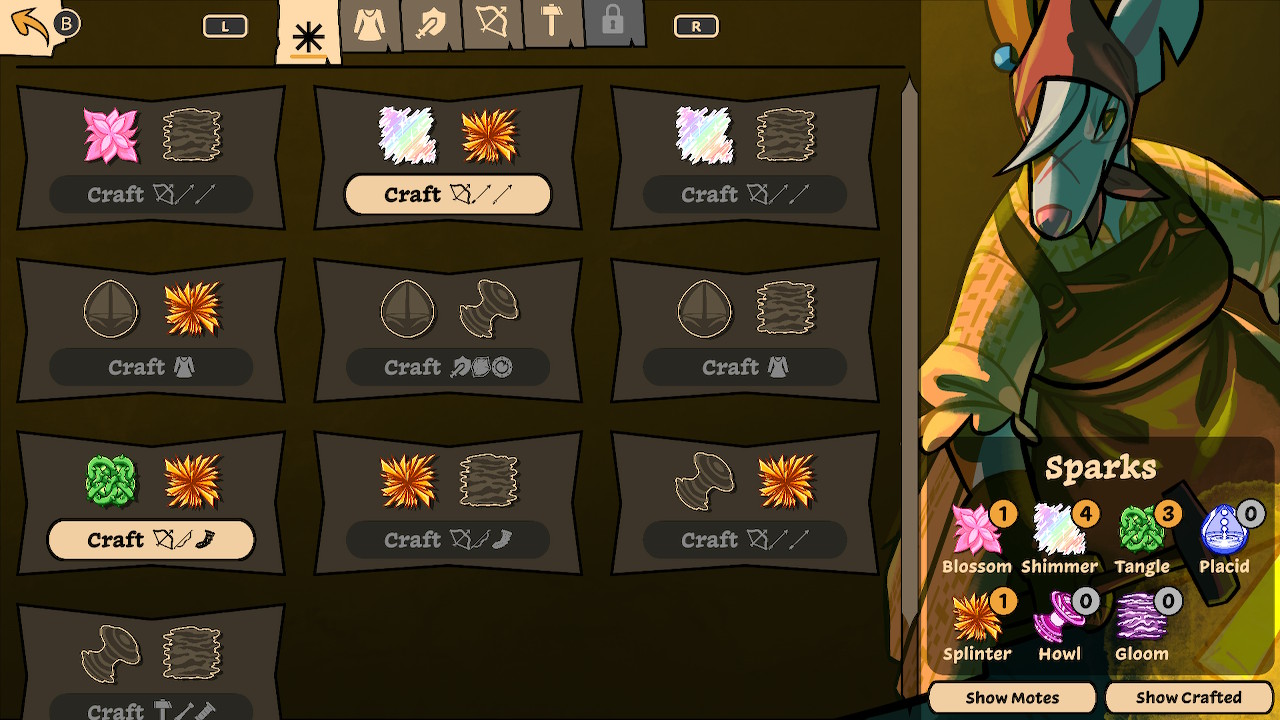 B
L
R
Craft
Craft
Craft
Craft
Craft
Craft
Craft
Craft
Craft
Craft
Sparks
1 4 3 0
Blossom Shimmer Tangle Placid
1 0 0
Splinter Howl Gloom
Show Motes
Show Crafted